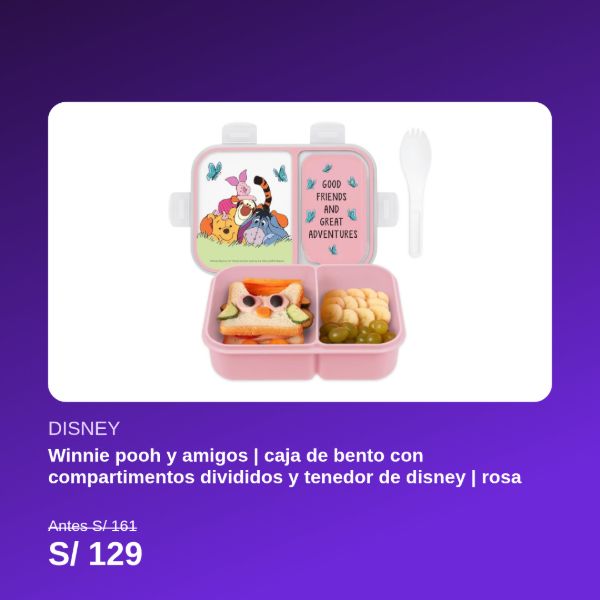 GOOD
FRIENDS
AND
GREAT
ADVENTURES
DISNEY
Winnie pooh y amigos | caja de bento con
compartimentos divididos y tenedor de disney | rosa
Antes S/ 161
S/ 129